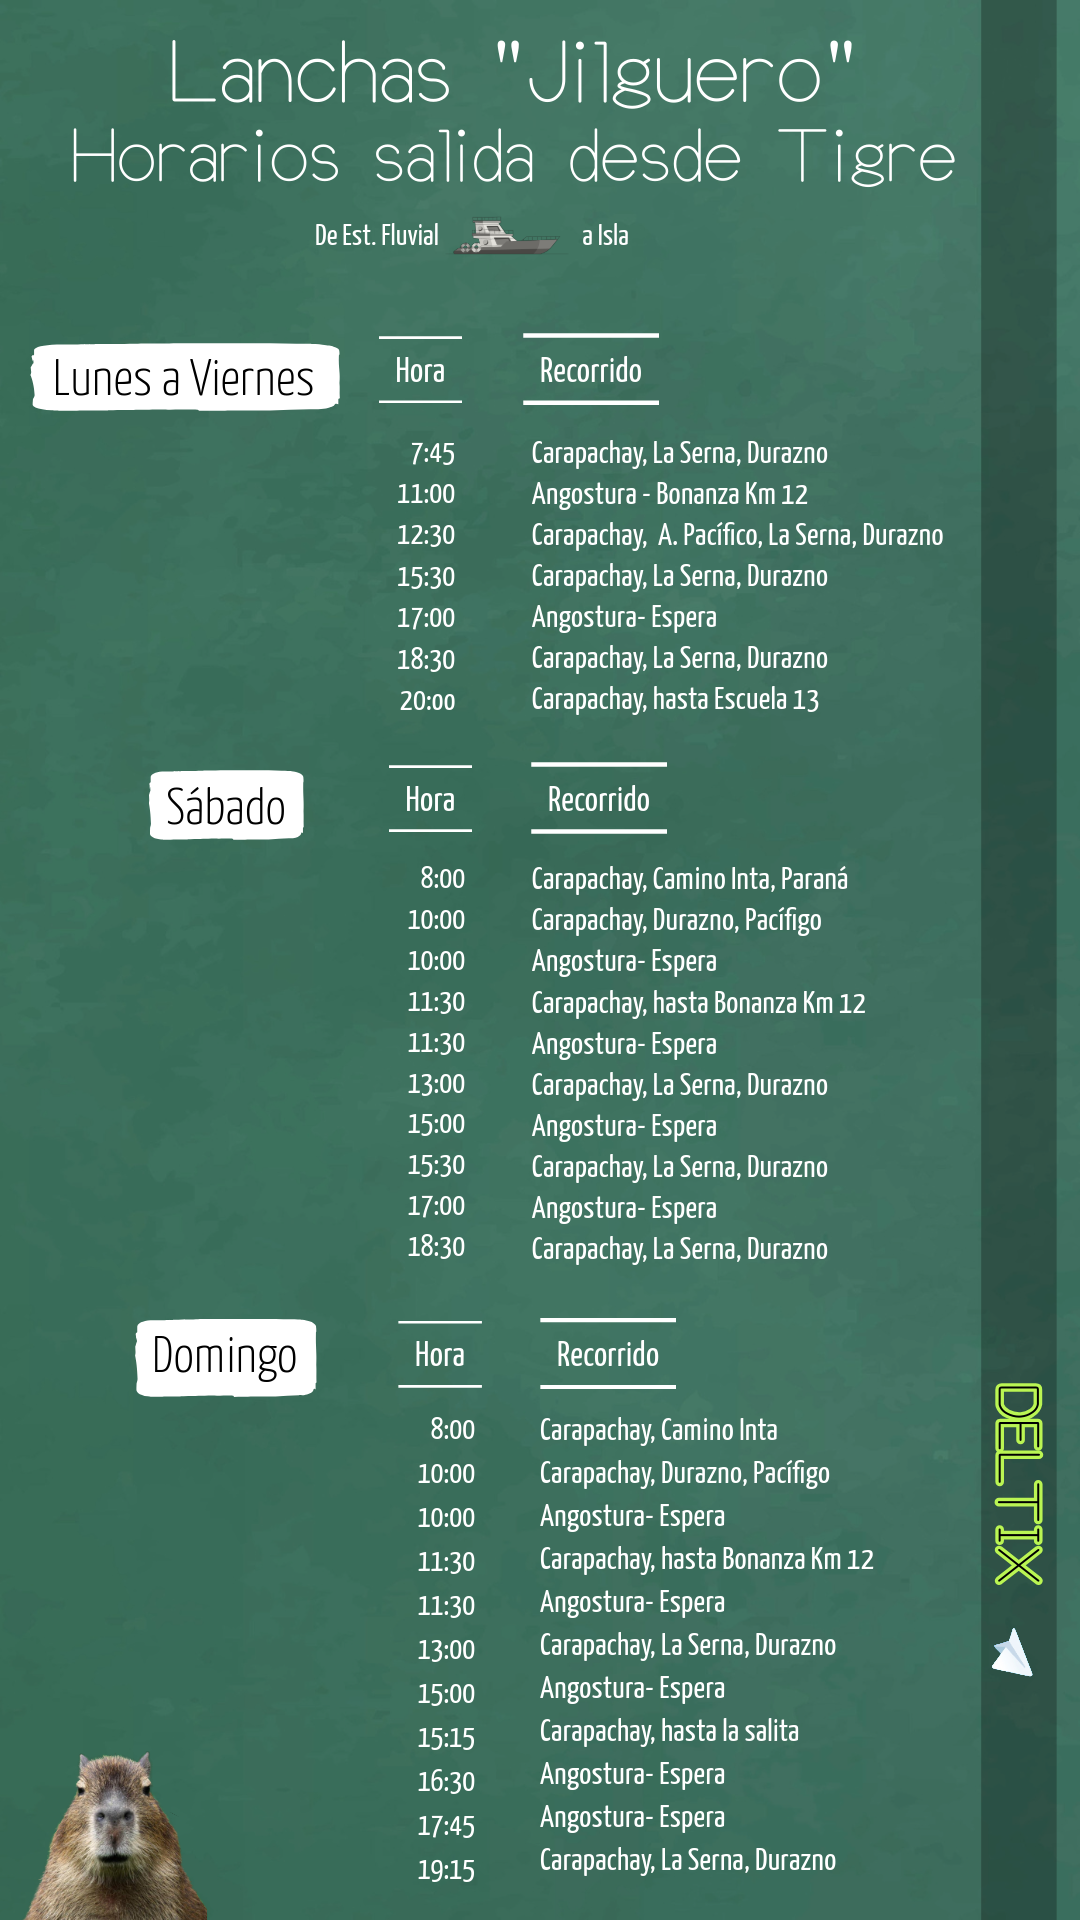 Lanchas "Jilguero"
Horarios salida desde Tigre
De Est. Fluvial a Isla
Lunes a Viernes Hora Recorrido
7:45 Carapachay, La Serna, Durazno
11:00 Angostura - Bonanza Km 12
12:30 Carapachay, A. Pacífico, La Serna, Durazno
15:30 Carapachay, La Serna, Durazno
17:00 Angostura- Espera
18:30 Carapachay, La Serna, Durazno
20:00 Carapachay, hasta Escuela 13
Sábado Hora Recorrido
8:00 Carapachay, Camino Inta, Paraná
10:00 Carapachay, Durazno, Pacífigo
10:00 Angostura- Espera
11:30 Carapachay, hasta Bonanza Km 12
11:30 Angostura- Espera
13:00 Carapachay, La Serna, Durazno
15:00 Angostura- Espera
15:30 Carapachay, La Serna, Durazno
17:00 Angostura- Espera
18:30 Carapachay, La Serna, Durazno
Domingo Hora Recorrido
8:00 Carapachay, Camino Inta
10:00 Carapachay, Durazno, Pacífigo
10:00 Angostura- Espera
11:30 Carapachay, hasta Bonanza Km 12
11:30 Angostura- Espera
13:00 Carapachay, La Serna, Durazno
15:00 Angostura- Espera
15:15 Carapachay, hasta la salita
16:30 Angostura- Espera
17:45 Angostura- Espera
19:15 Carapachay, La Serna, Durazno
DELTIX